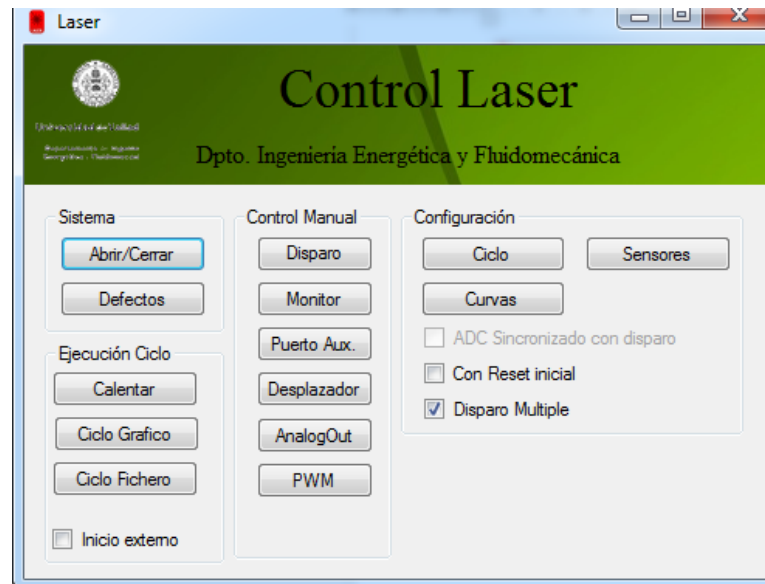 Laser
Control Laser
Dpto. Ingeniería Energética y Fluidomecánica
Sistema
Abrir/Cerrar
Defectos
Ejecución Ciclo
Calentar
Ciclo Grafico
Ciclo Fichero
Inicio externo
Control Manual
Disparo
Monitor
Puerto Aux.
Desplazador
AnalogOut
PWM
Configuración
Ciclo
Sensores
Curvas
ADC Sincronizado con disparo
Con Reset inicial
Disparo Multiple